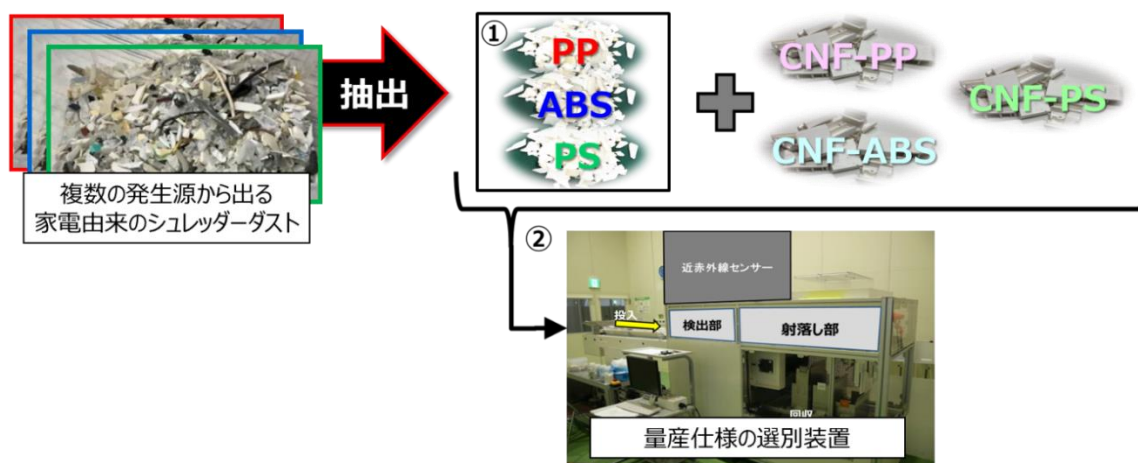 複数の発生源から出る
家電由来のシュレッダーダスト
抽出
①
PP
ABS
PS
CNF-PP
CNF-ABS
CNF-PS
②
近赤外線センサー
投入
検出部
射落し部
回収
量産仕様の選別装置